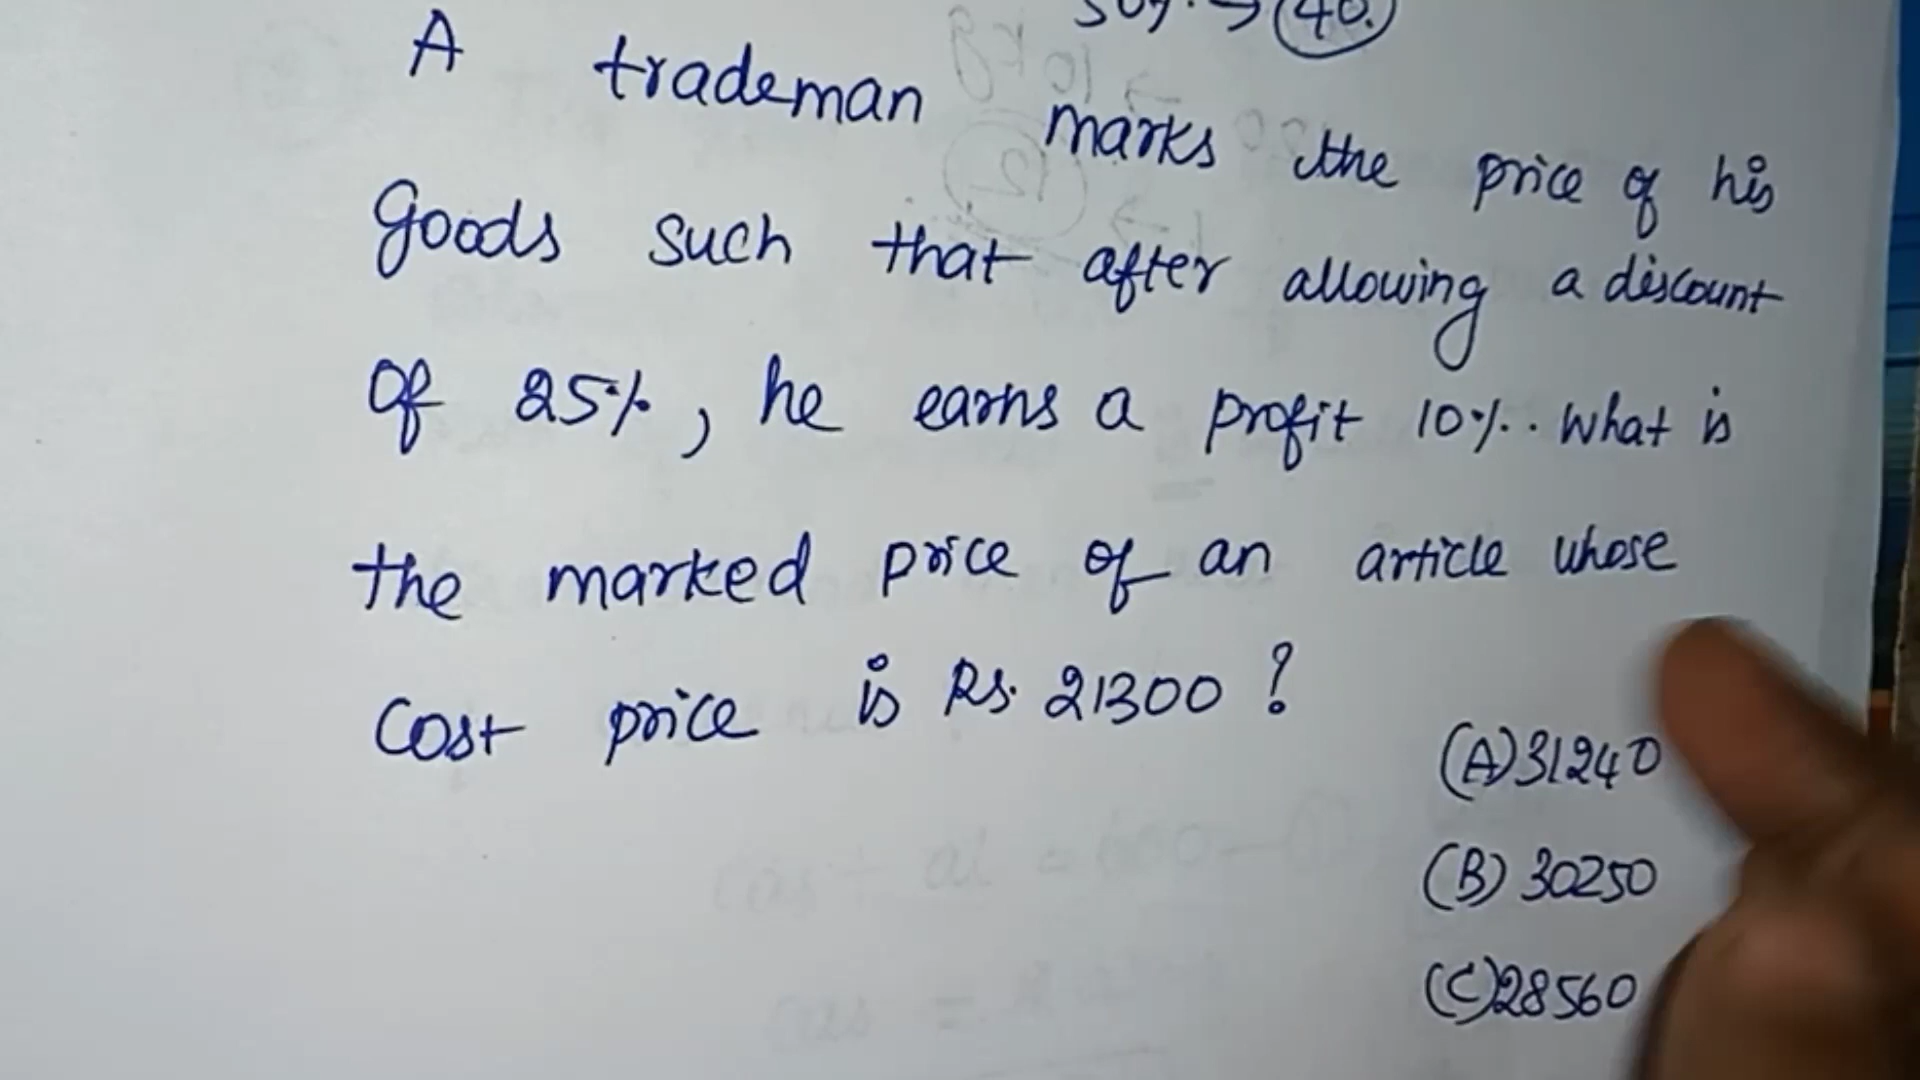 40.
A trademan marks the price of his
goods such that after allowing a discount
of 25%, he earns a profit 10%. What is
the marked price of an article whose
Cost price is Rs. 21300 ?
(A) 31240
(B) 30250
(C) 28560